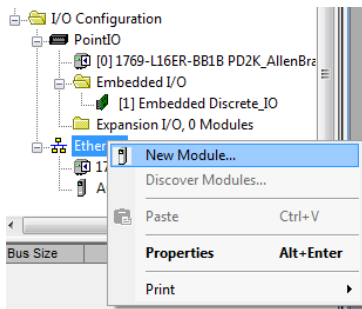 I/O Configuration
PointIO
[0] 1769-L16ER-BB1B PD2K_AllenBra
Embedded I/O
[1] Embedded Discrete_IO
Expansion I/O, 0 Modules
Ether
New Module...
17
Discover Modules...
A
Paste Ctrl+V
Bus Size
Properties Alt+Enter
Print